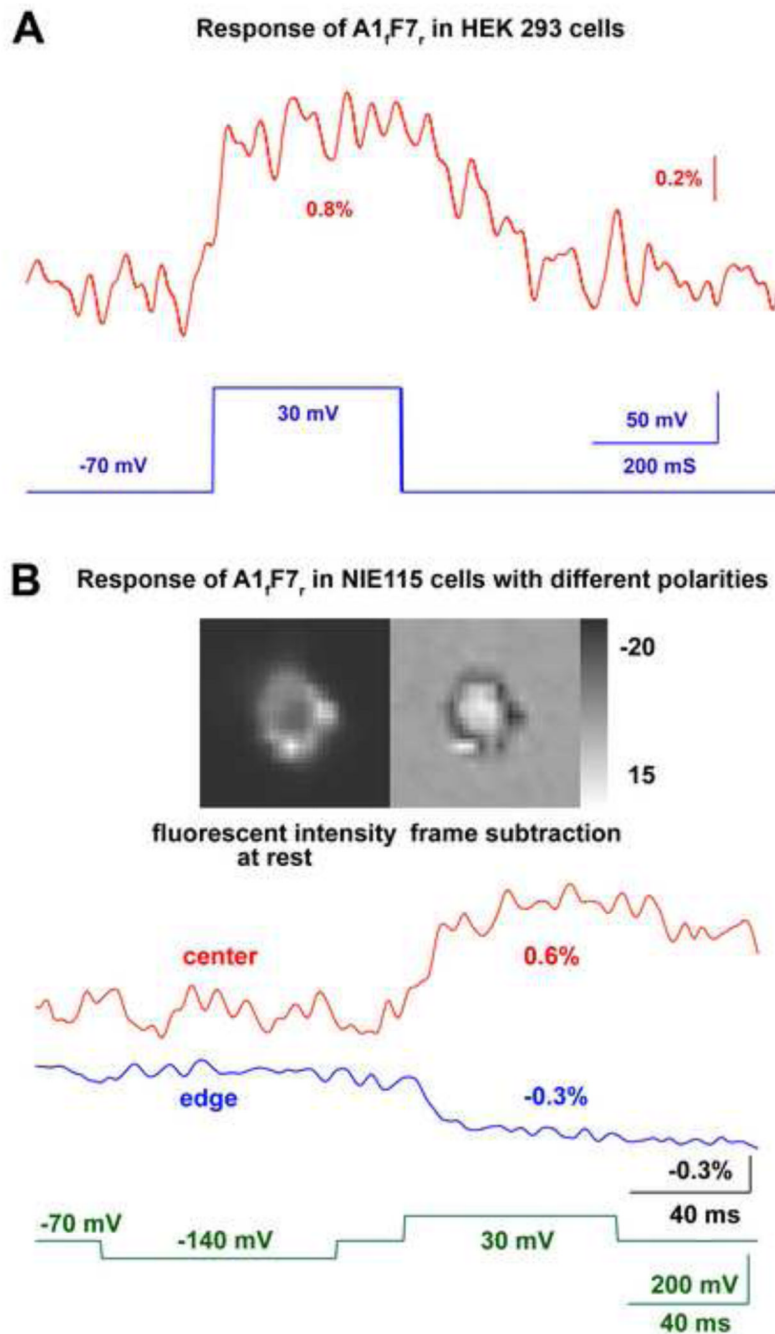 A Response of A1fF7r in HEK 293 cells
0.2%
0.8%
30 mV
50 mV
-70 mV
200 mS
B Response of A1fF7r in NIE115 cells with different polarities
-20
15
fluorescent intensity frame subtraction
at rest
center
0.6%
edge
-0.3%
-0.3%
-70 mV
40 ms
-140 mV
30 mV
200 mV
40 ms